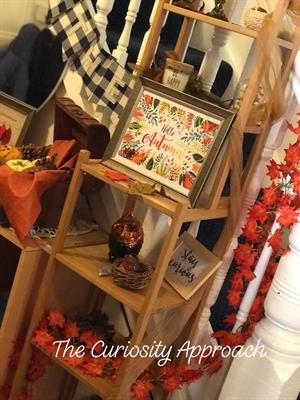 Hello
Autumn
Stay
curious
The Curiosity Approach